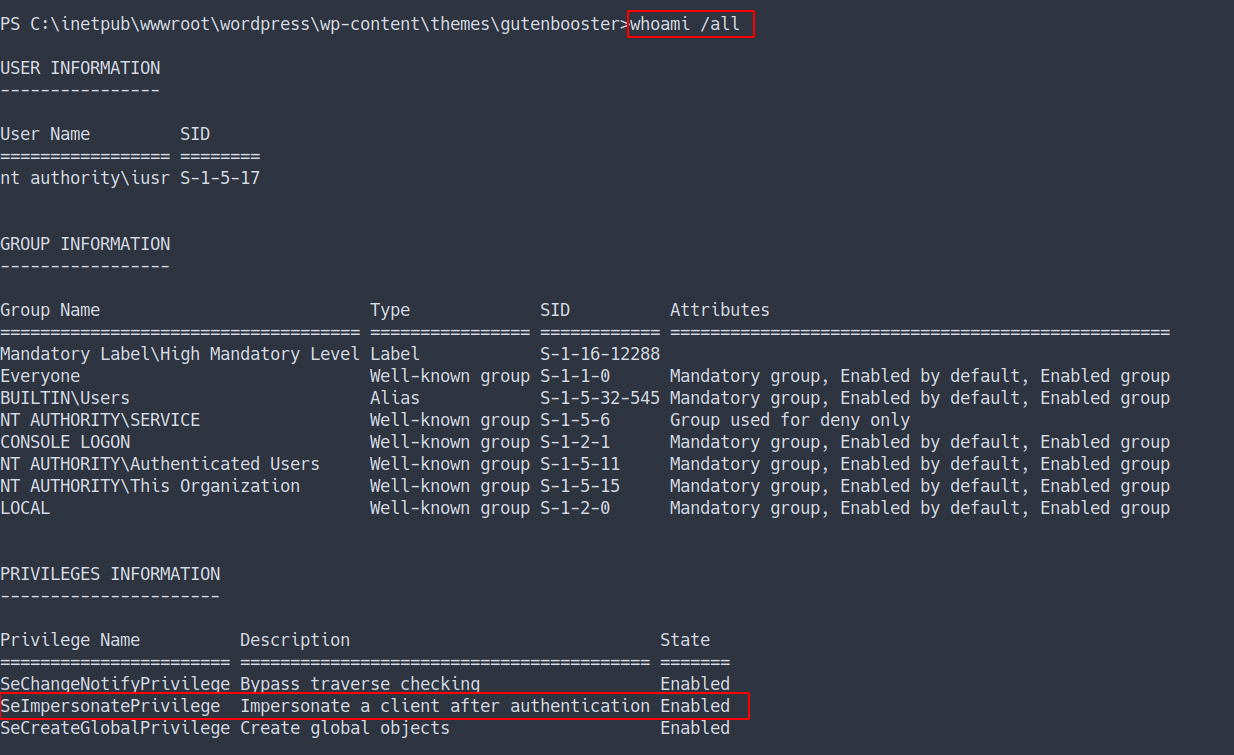 PS C:\inetpub\wwwroot\wordpress\wp-content\themes\gutenbooster>whoami /all
USER INFORMATION
----------------
User Name         SID
================= ========
nt authority\iusr S-1-5-17
GROUP INFORMATION
-----------------
Group Name                           Type             SID          Attributes
==================================== ================ ============ ==================================================
Mandatory Label\High Mandatory Level Label            S-1-16-12288
Everyone                             Well-known group S-1-1-0      Mandatory group, Enabled by default, Enabled group
BUILTIN\Users                        Alias            S-1-5-32-545 Mandatory group, Enabled by default, Enabled group
NT AUTHORITY\SERVICE                 Well-known group S-1-5-6      Group used for deny only
CONSOLE LOGON                        Well-known group S-1-2-1      Mandatory group, Enabled by default, Enabled group
NT AUTHORITY\Authenticated Users     Well-known group S-1-5-11     Mandatory group, Enabled by default, Enabled group
NT AUTHORITY\This Organization       Well-known group S-1-5-15     Mandatory group, Enabled by default, Enabled group
LOCAL                                Well-known group S-1-2-0      Mandatory group, Enabled by default, Enabled group
PRIVILEGES INFORMATION
----------------------
Privilege Name          Description                               State
======================= ========================================= =======
SeChangeNotifyPrivilege Bypass traverse checking                  Enabled
SeImpersonatePrivilege  Impersonate a client after authentication Enabled
SeCreateGlobalPrivilege Create global objects                     Enabled